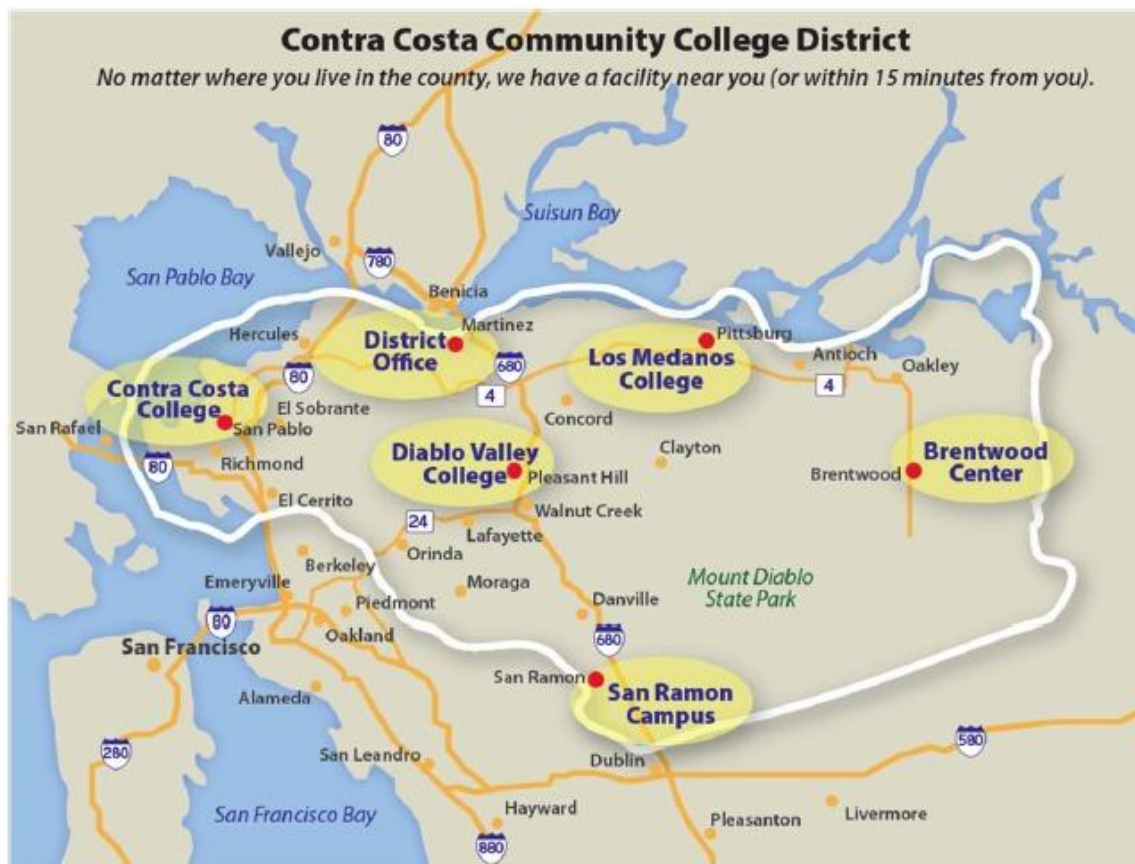 Contra Costa Community College District
No matter where you live in the county, we have a facility near you (or within 15 minutes from you).
80
Suisun Bay
Vallejo
780
San Pablo Bay
Benicia
Martinez
Hercules
District
Office
Pittsburg
680
Los Medanos
College
Antioch
Oakley
80
4
4
Contra Costa
College
El Sobrante
Concord
San Rafael
San Pablo
Richmond
80
Diablo Valley
College
Pleasant Hill
Clayton
Brentwood
Brentwood
Center
El Cerrito
Walnut Creek
24
Lafayette
Orinda
Berkeley
Moraga
Emeryville
Mount Diablo
State Park
Piedmont
Danville
80
Oakland
680
San Francisco
San Ramon
San Ramon
Campus
Alameda
280
San Leandro
Dublin
580
San Francisco Bay
Hayward
Livermore
Pleasanton
880